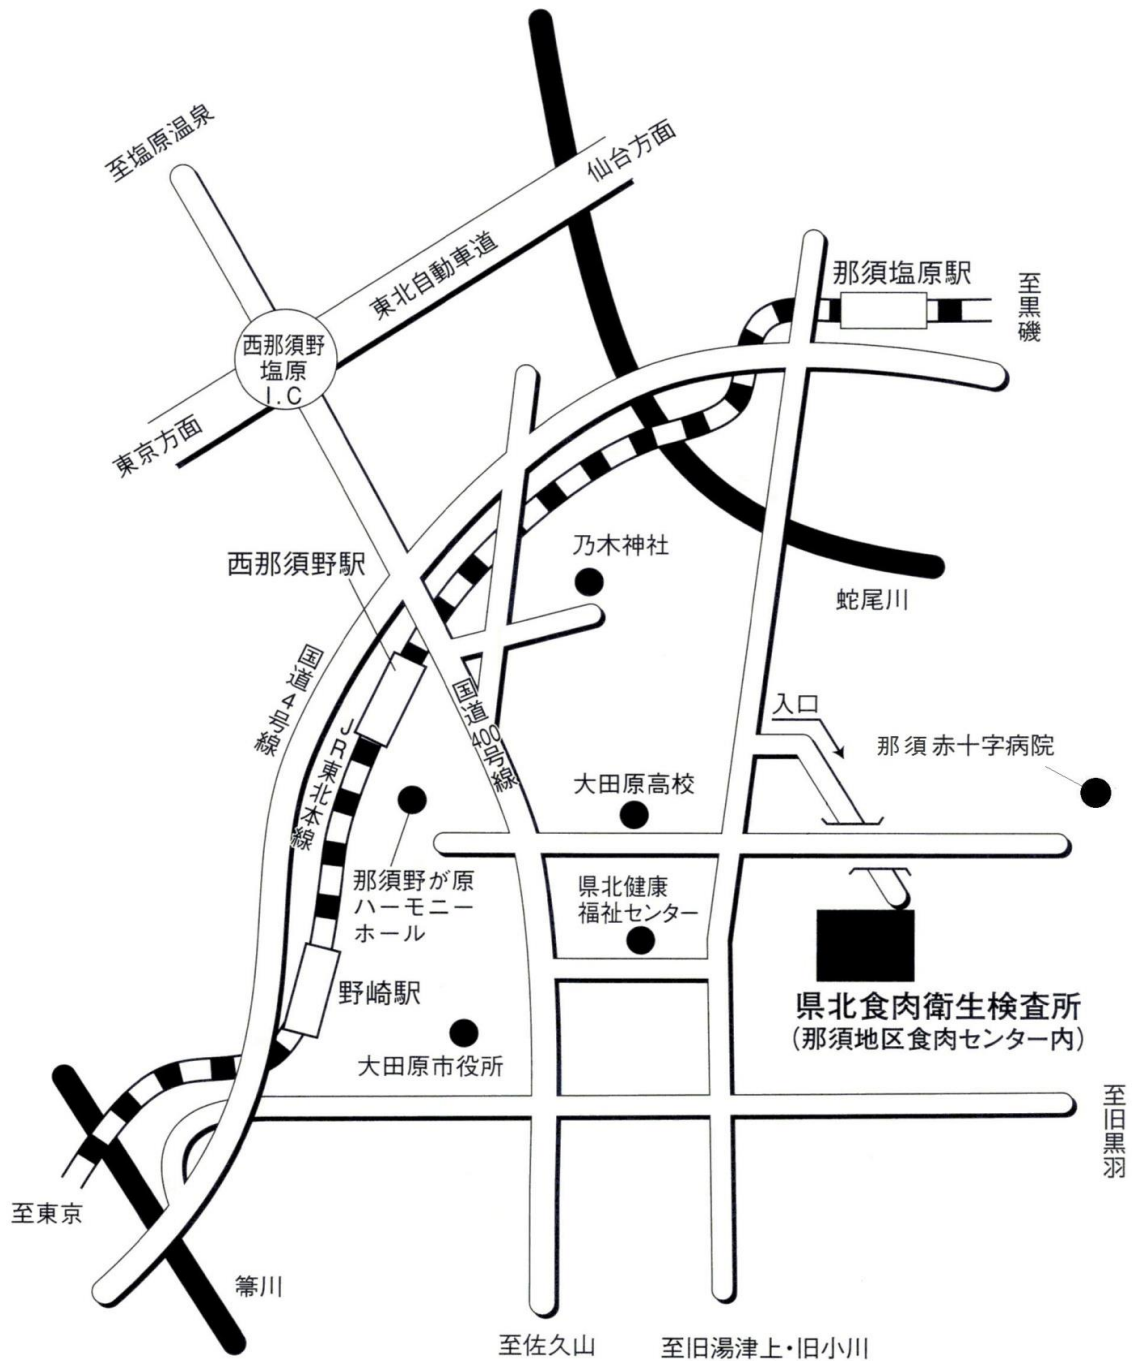 至塩原温泉
仙台方面
東北自動車道
那須塩原駅
至黒磯
西那須野
塩原
I.C
東京方面
西那須野駅
乃木神社
蛇尾川
国道4号線
国道400号線
入口
那須赤十字病院
JR東北本線
大田原高校
那須野が原
ハーモニー
ホール
県北健康
福祉センター
野崎駅
県北食肉衛生検査所
(那須地区食肉センター内)
大田原市役所
至旧黒羽
至東京
箒川
至佐久山
至旧湯津上・旧小川